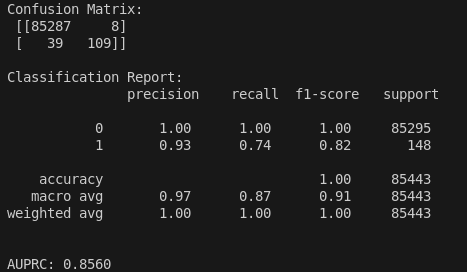 Confusion Matrix:
[[85287 8]
[ 39 109]]
Classification Report:
precision recall f1-score support
0 1.00 1.00 1.00 85295
1 0.93 0.74 0.82 148
accuracy 1.00 85443
macro avg 0.97 0.87 0.91 85443
weighted avg 1.00 1.00 1.00 85443
AUPRC: 0.8560